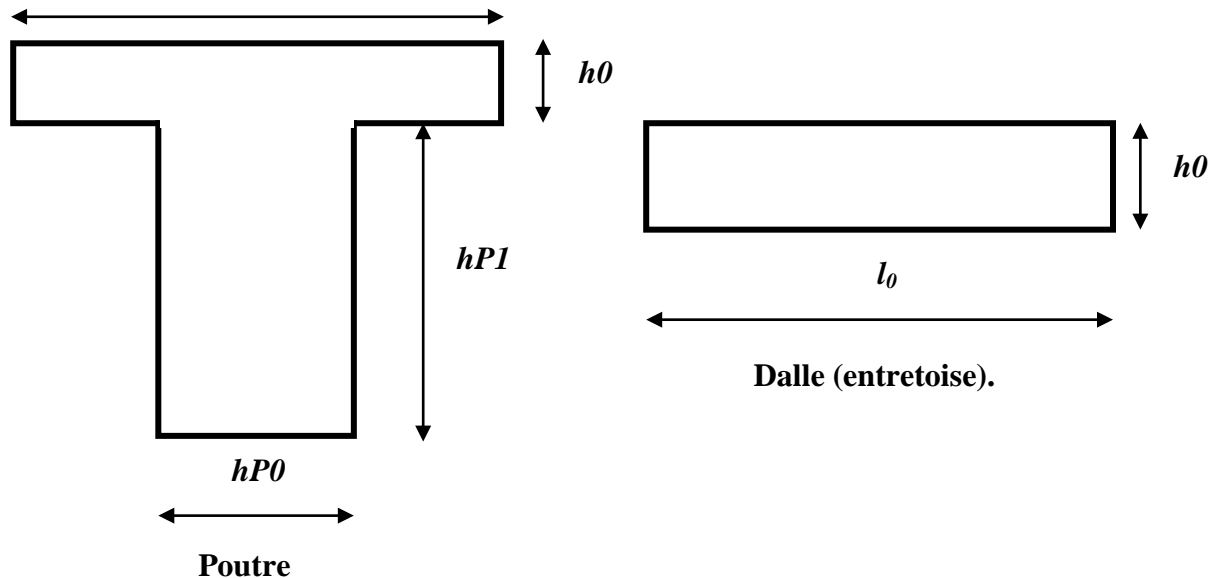 h0
hP1
hP0
Poutre
h0
l₀
Dalle (entretoise).